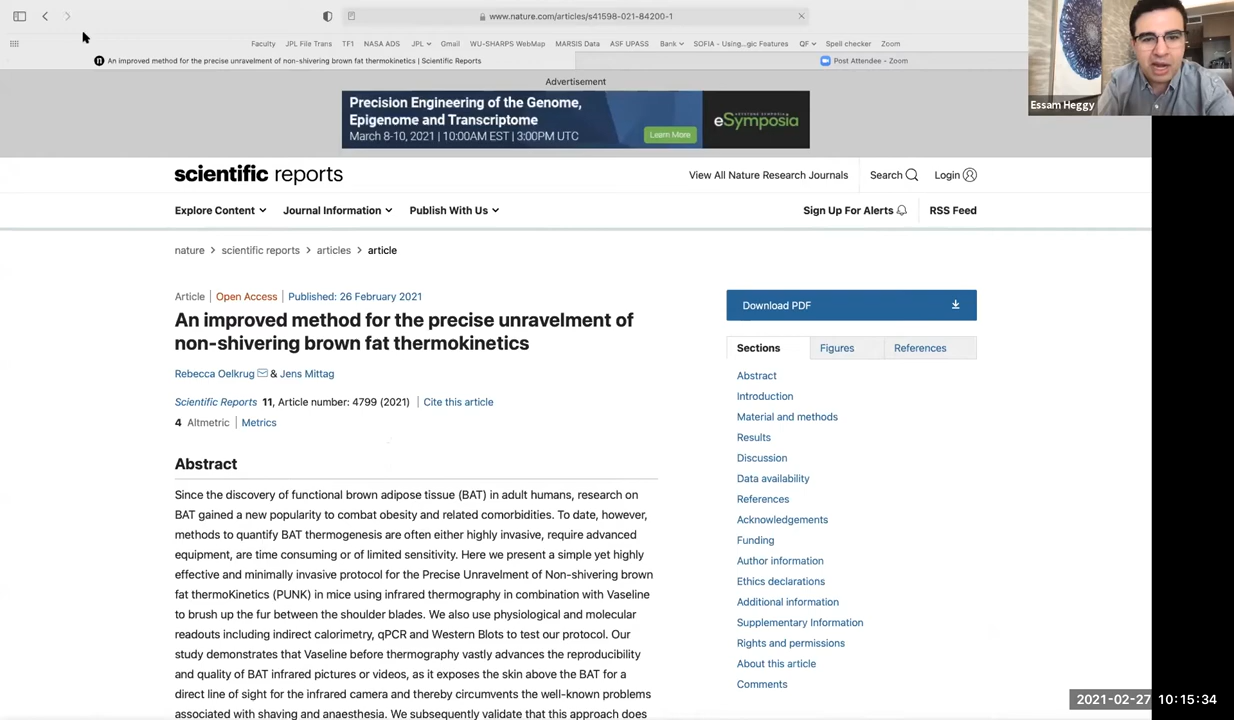 www.nature.com/articles/s41598-021-84200-1
Faculty JPL File Trans TF1 NASA ADS JPL Gmail WU-SHARPS WebMap MARSIS Data ASF UPASS Bank SOFIA - Using...gic Features QF Spell checker Zoom
An improved method for the precise unravelment of non-shivering brown fat thermokinetics | Scientific Reports
Post Attendee - Zoom
Essam Heggy
Advertisement
Precision Engineering of the Genome,
Epigenome and Transcriptome
March 8-10, 2021 | 10:00AM EST | 3:00PM UTC
Learn More
KEYSTONE SYMPOSIA
eSymposia
scientific reports
View All Nature Research Journals Search Login
Explore Content Journal Information Publish With Us
Sign Up For Alerts RSS Feed
nature > scientific reports > articles > article
Article | Open Access | Published: 26 February 2021
An improved method for the precise unravelment of
non-shivering brown fat thermokinetics
Rebecca Oelkrug & Jens Mittag
Scientific Reports 11, Article number: 4799 (2021) | Cite this article
4 Altmetric | Metrics
Abstract
Since the discovery of functional brown adipose tissue (BAT) in adult humans, research on
BAT gained a new popularity to combat obesity and related comorbidities. To date, however,
methods to quantify BAT thermogenesis are often either highly invasive, require advanced
equipment, are time consuming or of limited sensitivity. Here we present a simple yet highly
effective and minimally invasive protocol for the Precise Unravelment of Non-shivering brown
fat thermoKinetics (PUNK) in mice using infrared thermography in combination with Vaseline
to brush up the fur between the shoulder blades. We also use physiological and molecular
readouts including indirect calorimetry, qPCR and Western Blots to test our protocol. Our
study demonstrates that Vaseline before thermography vastly advances the reproducibility
and quality of BAT infrared pictures or videos, as it exposes the skin above the BAT for a
direct line of sight for the infrared camera and thereby circumvents the well-known problems
associated with shaving and anaesthesia. We subsequently validate that this approach does
Download PDF
Sections Figures References
Abstract
Introduction
Material and methods
Results
Discussion
Data availability
References
Acknowledgements
Funding
Author information
Ethics declarations
Additional information
Supplementary Information
Rights and permissions
About this article
Comments
2021-02-27 10:15:34